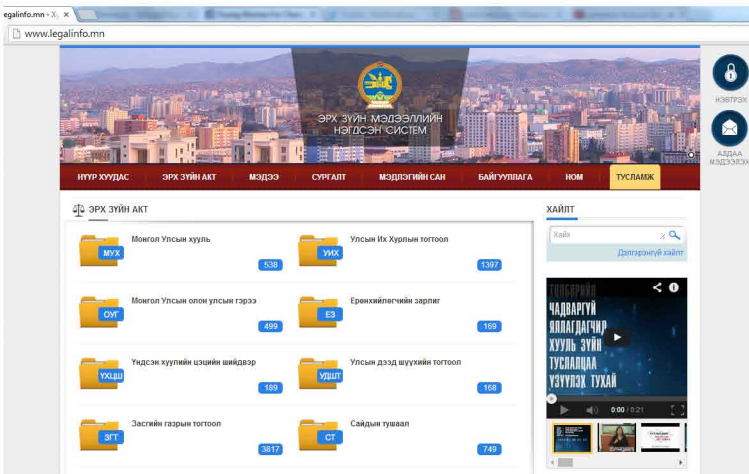 egalinfo.mn - Х
www.legalinfo.mn
ЭРХ ЗҮЙН МЭДЭЭЛЛИЙН
НЭГДСЭН СИСТЕМ
НЭВТРЭХ
АЛДАА
МЭДЭЭЛЭХ
НҮҮР ХУУДАС ЭРХ ЗҮЙН АКТ МЭДЭЭ СУРГАЛТ МЭДЛЭГИЙН САН БАЙГУУЛЛАГА НОМ ТУСЛАМЖ
ЭРХ ЗҮЙН АКТ
МУХ Монгол Улсын хууль 538
УИХ Улсын Их Хурлын тогтоол 1397
ОУГ Монгол Улсын олон улсын гэрээ 499
ЕЗ Ерөнхийлөгчийн зарлиг 169
ҮХЦШ Үндсэн хуулийн цэцийн шийдвэр 189
УДШТ Улсын дээд шүүхийн тогтоол 168
ЗГТ Засгийн газрын тогтоол 3817
СТ Сайдын тушаал 749
ХАЙЛТ
Хайх
Дэлгэрэнгүй хайлт
ТӨЛБӨРИЙН
ЧАДВАРГҮЙ
ЯЛЛАГДАГЧИД
ХУУЛЬ ЗҮЙН
ТУСЛАЛЦАА
ҮЗҮҮЛЭХ ТУХАЙ
0:00 / 0:21